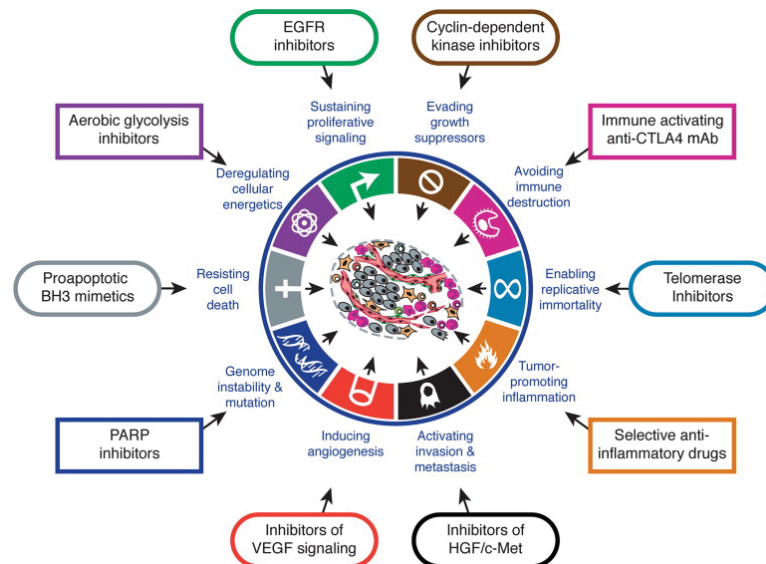 EGFR
inhibitors
Cyclin-dependent
kinase inhibitors
Sustaining
proliferative
signaling
Evading
growth
suppressors
Aerobic glycolysis
inhibitors
Immune activating
anti-CTLA4 mAb
Deregulating
cellular
energetics
Avoiding
immune
destruction
Proapoptotic
BH3 mimetics
Resisting
cell
death
Enabling
replicative
immortality
Telomerase
Inhibitors
Genome
instability &
mutation
Tumor-
promoting
inflammation
PARP
inhibitors
Inducing
angiogenesis
Activating
invasion &
metastasis
Selective anti-
inflammatory drugs
Inhibitors of
VEGF signaling
Inhibitors of
HGF/c-Met